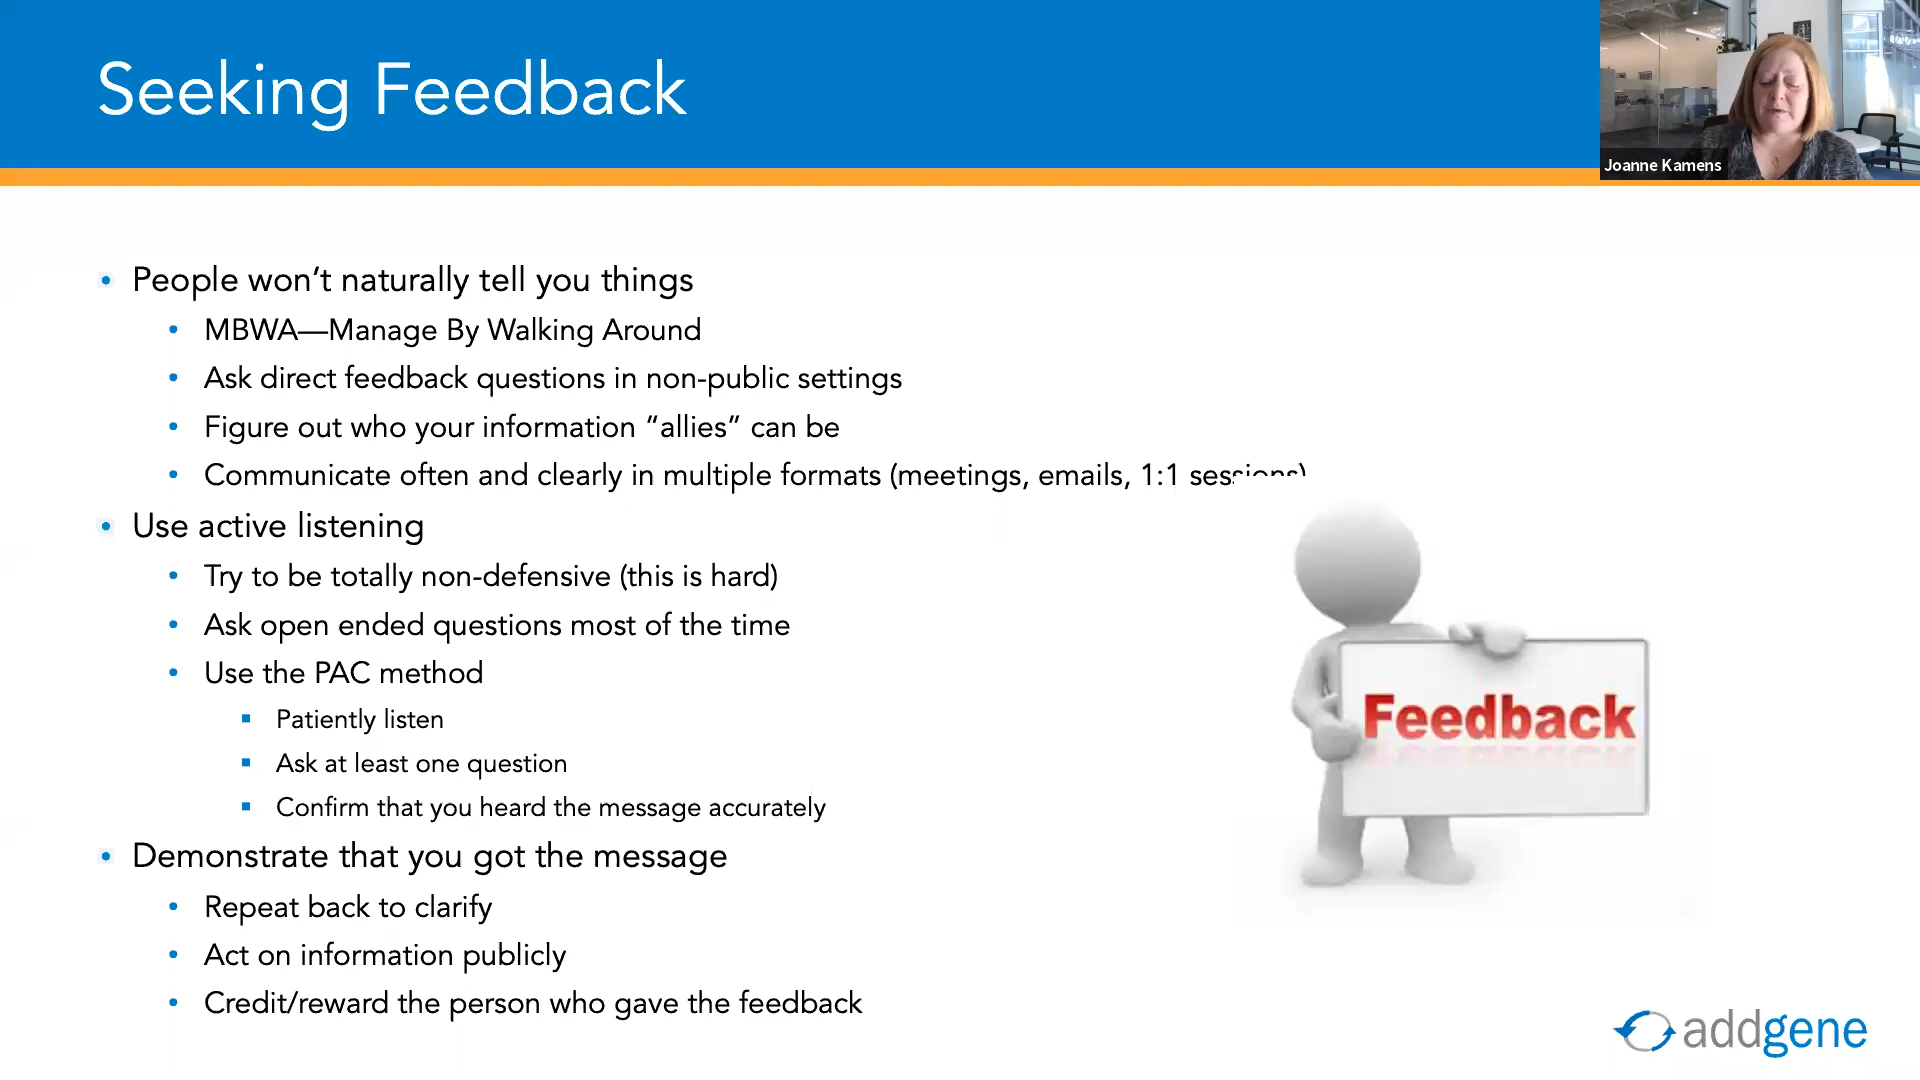 Seeking Feedback
Joanne Kamens
• People won’t naturally tell you things
• MBWA—Manage By Walking Around
• Ask direct feedback questions in non-public settings
• Figure out who your information “allies” can be
• Communicate often and clearly in multiple formats (meetings, emails, 1:1 sessions)
• Use active listening
• Try to be totally non-defensive (this is hard)
• Ask open ended questions most of the time
• Use the PAC method
▪ Patiently listen
▪ Ask at least one question
▪ Confirm that you heard the message accurately
• Demonstrate that you got the message
• Repeat back to clarify
• Act on information publicly
• Credit/reward the person who gave the feedback
Feedback
addgene